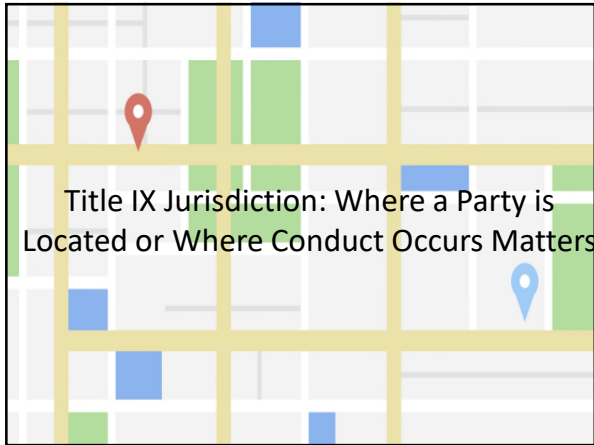 Title IX Jurisdiction: Where a Party is
Located or Where Conduct Occurs Matters